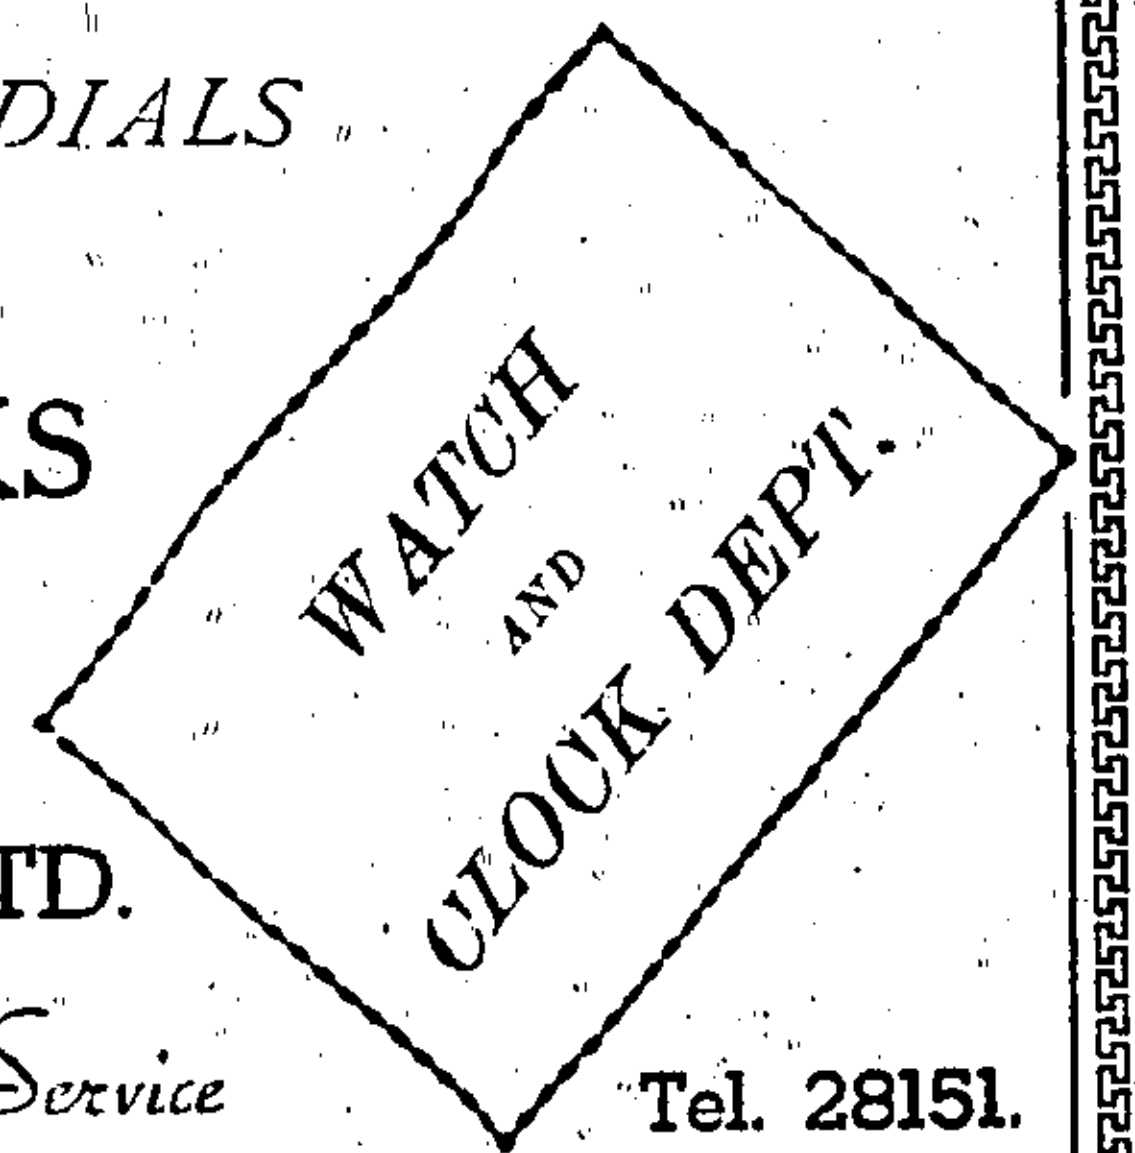 DIALS
WATCH
AND
CLOCK DEPT.
TD.
Service
Tel. 28151.